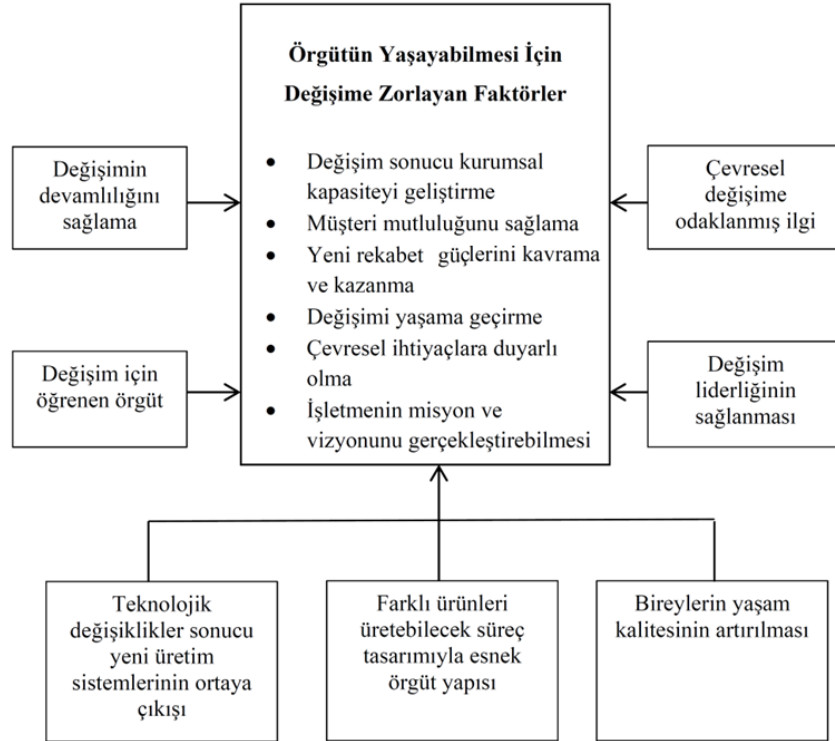 Örgütün Yaşayabilmesi İçin
Değişime Zorlayan Faktörler
• Değişim sonucu kurumsal
kapasiteyi geliştirme
• Müşteri mutluluğunu sağlama
• Yeni rekabet güçlerini kavrama
ve kazanma
• Değişimi yaşama geçirme
• Çevresel ihtiyaçlara duyarlı
olma
• İşletmenin misyon ve
vizyonunu gerçekleştirebilmesi
Değişimin
devamlılığını
sağlama
Değişim için
öğrenen örgüt
Çevresel
değişime
odaklanmış ilgi
Değişim
liderliğinin
sağlanması
Teknolojik
değişiklikler sonucu
yeni üretim
sistemlerinin ortaya
çıkışı
Farklı ürünleri
üretebilecek süreç
tasarımıyla esnek
örgüt yapısı
Bireylerin yaşam
kalitesinin artırılması